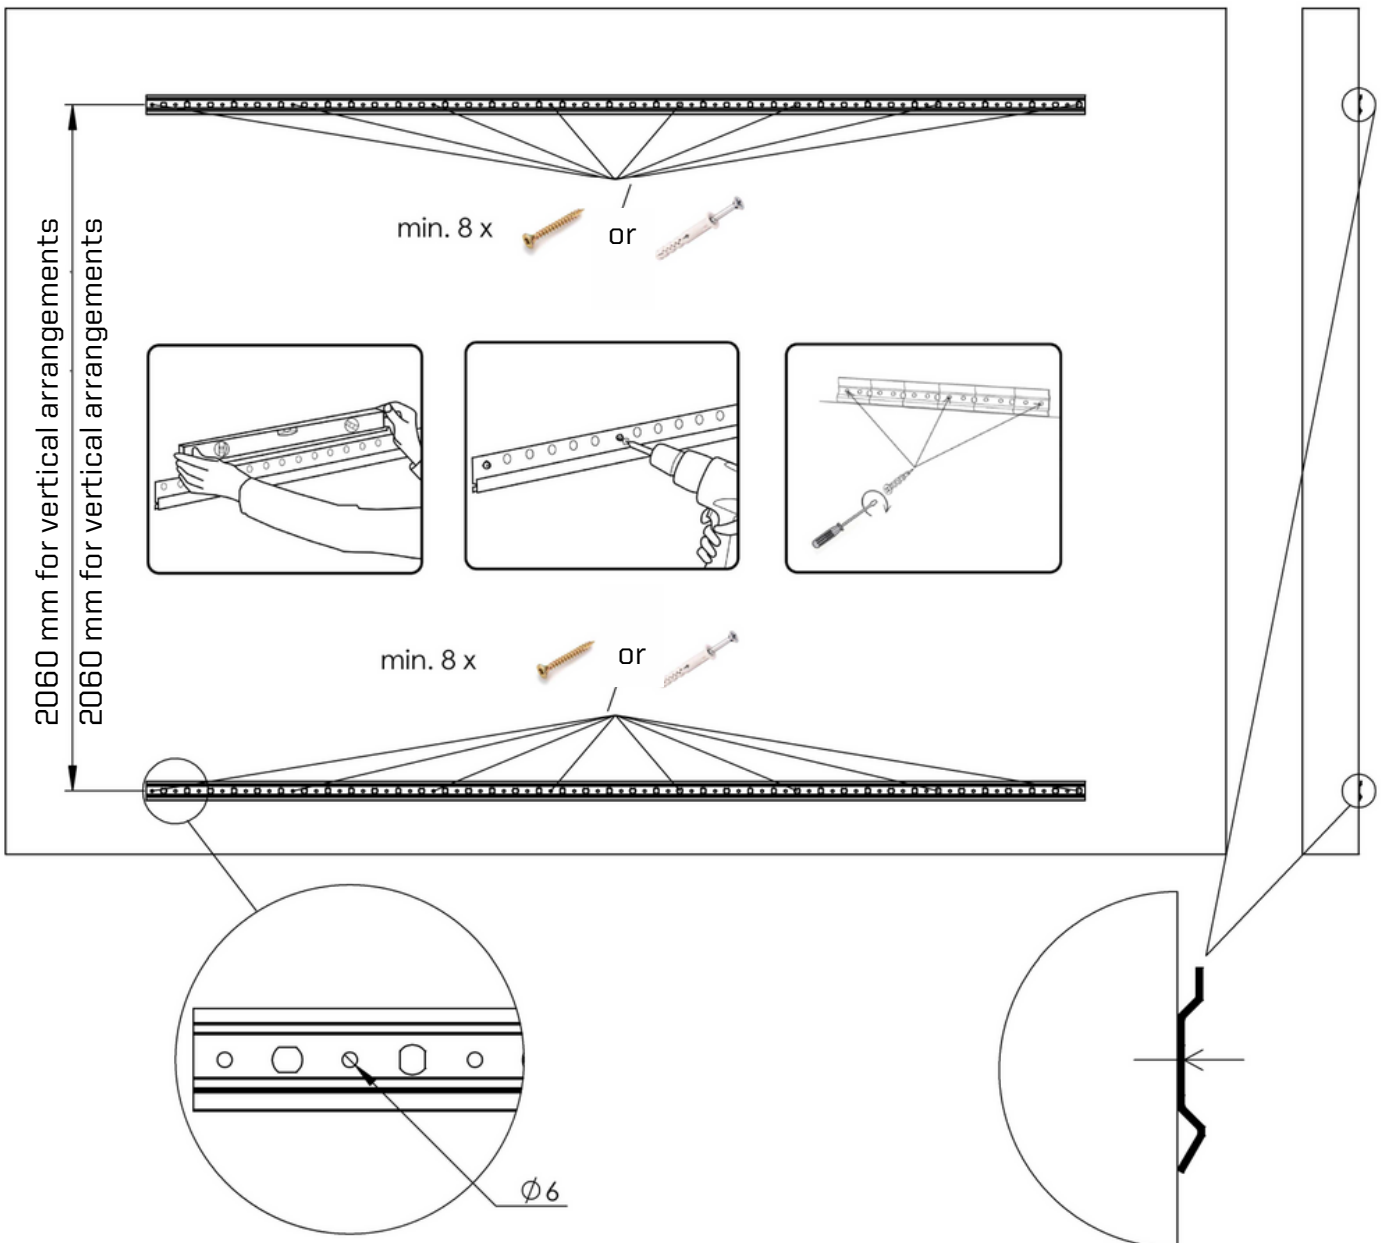 min. 8 x
or
2060 mm for vertical arrangements
2060 mm for vertical arrangements
min. 8 x
or
Ø6